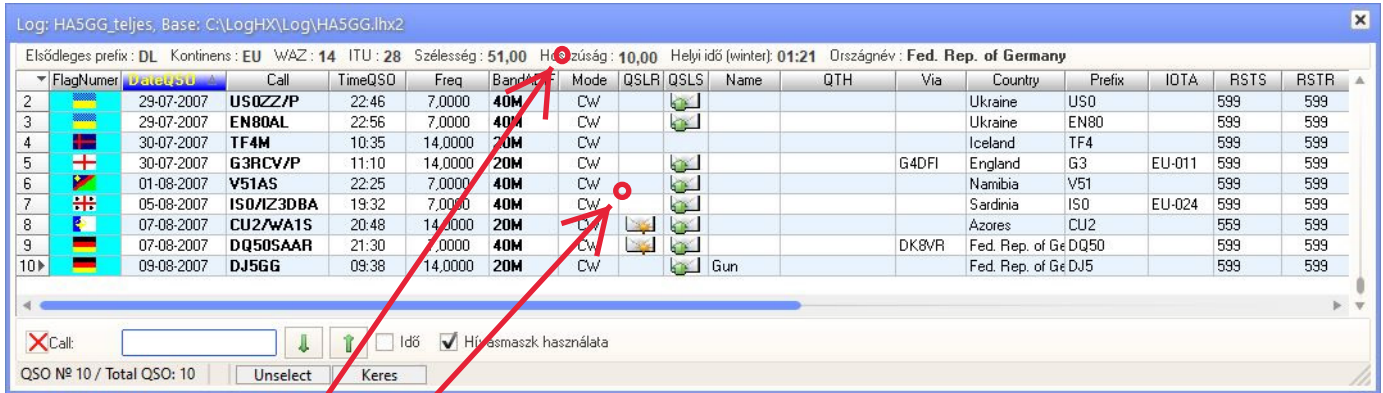 Log: HA5GG_teljes, Base: C:\LogHX\Log\HA5GG.lhx2
Elsődleges prefix : DL Kontinens : EU WAZ : 14 ITU : 28 Szélesség : 51,00 Hosszúság : 10,00 Helyi idő (winter): 01:21 Országnév : Fed. Rep. of Germany
FlagNumer DateQSO Call TimeQSO Freq BandADIF Mode QSLR QSLS Name QTH Via Country Prefix IOTA RSTS RSTR
2 29-07-2007 US0ZZ/P 22:46 7,0000 40M CW Ukraine US0 599 599
3 29-07-2007 EN80AL 22:56 7,0000 40M CW Ukraine EN80 599 599
4 30-07-2007 TF4M 10:35 14,0000 20M CW Iceland TF4 599 599
5 30-07-2007 G3RCV/P 11:10 14,0000 20M CW G4DFI England G3 EU-011 599 599
6 01-08-2007 V51AS 22:25 7,0000 40M CW Namibia V51 599 599
7 05-08-2007 IS0/IZ3DBA 19:32 7,0000 40M CW Sardinia IS0 EU-024 599 599
8 07-08-2007 CU2/WA1S 20:48 14,0000 20M CW Azores CU2 559 599
9 07-08-2007 DQ50SAAR 21:30 7,0000 40M CW DK8VR Fed. Rep. of Ge DQ50 599 599
10 09-08-2007 DJ5GG 09:38 14,0000 20M CW Gun Fed. Rep. of Ge DJ5 599 599
Call: Idő Hívásmaszk használata
QSO № 10 / Total QSO: 10 Unselect Keres